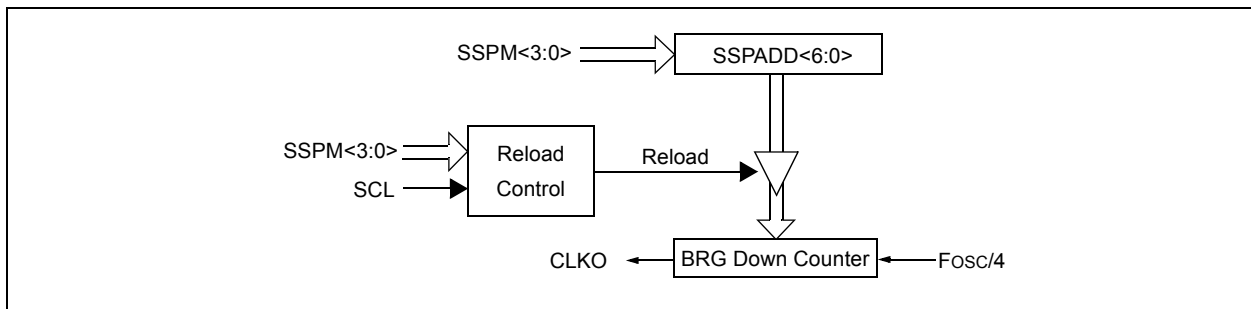 SSPM<3:0>
SSPADD<6:0>
SSPM<3:0>
SCL
Reload
Control
Reload
CLKO
BRG Down Counter
FOSC/4